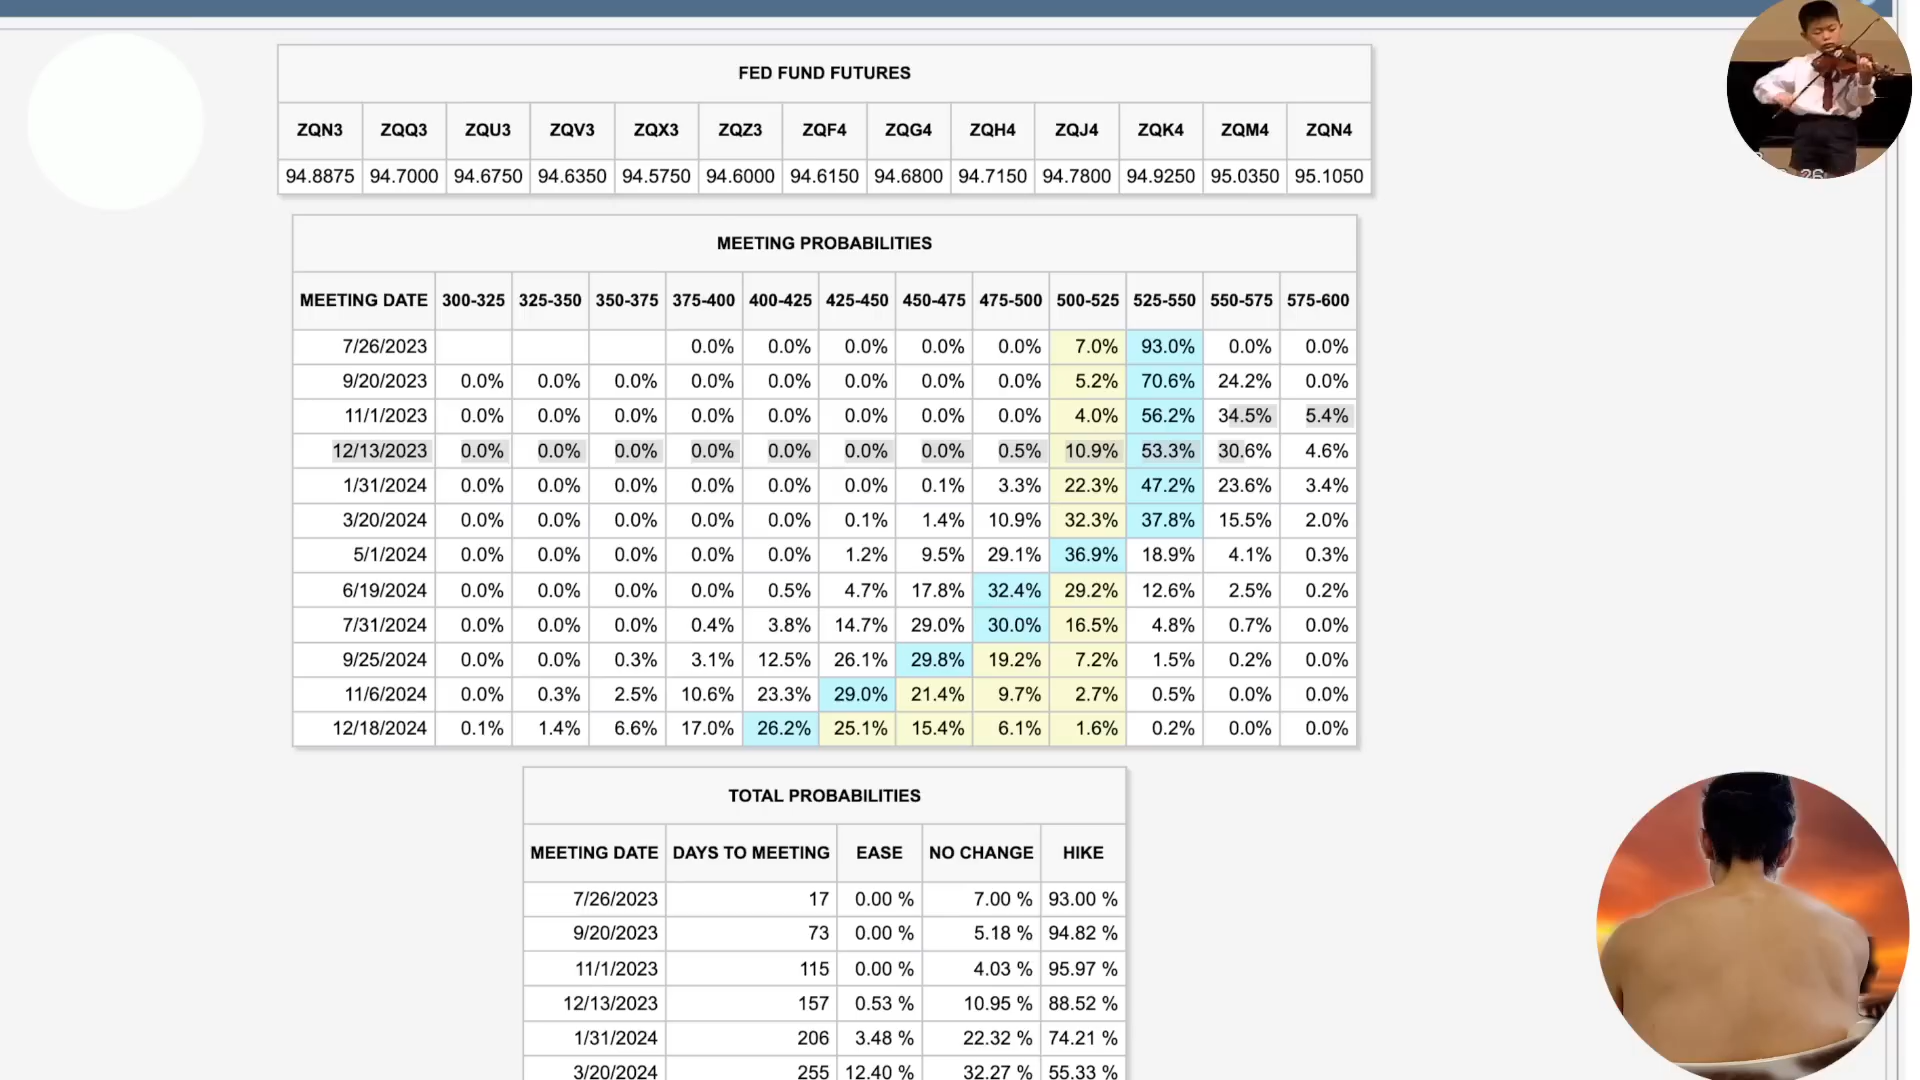 FED FUND FUTURES
ZQN3 ZQQ3 ZQU3 ZQV3 ZQX3 ZQZ3 ZQF4 ZQG4 ZQH4 ZQJ4 ZQK4 ZQM4 ZQN4
94.8875 94.7000 94.6750 94.6350 94.5750 94.6000 94.6150 94.6800 94.7150 94.7800 94.9250 95.0350 95.1050
MEETING PROBABILITIES
MEETING DATE 300-325 325-350 350-375 375-400 400-425 425-450 450-475 475-500 500-525 525-550 550-575 575-600
7/26/2023 0.0% 0.0% 0.0% 0.0% 0.0% 7.0% 93.0% 0.0% 0.0%
9/20/2023 0.0% 0.0% 0.0% 0.0% 0.0% 0.0% 0.0% 0.0% 5.2% 70.6% 24.2% 0.0%
11/1/2023 0.0% 0.0% 0.0% 0.0% 0.0% 0.0% 0.0% 0.0% 4.0% 56.2% 34.5% 5.4%
12/13/2023 0.0% 0.0% 0.0% 0.0% 0.0% 0.0% 0.0% 0.5% 10.9% 53.3% 30.6% 4.6%
1/31/2024 0.0% 0.0% 0.0% 0.0% 0.0% 0.0% 0.1% 3.3% 22.3% 47.2% 23.6% 3.4%
3/20/2024 0.0% 0.0% 0.0% 0.0% 0.0% 0.1% 1.4% 10.9% 32.3% 37.8% 15.5% 2.0%
5/1/2024 0.0% 0.0% 0.0% 0.0% 0.0% 1.2% 9.5% 29.1% 36.9% 18.9% 4.1% 0.3%
6/19/2024 0.0% 0.0% 0.0% 0.0% 0.5% 4.7% 17.8% 32.4% 29.2% 12.6% 2.5% 0.2%
7/31/2024 0.0% 0.0% 0.0% 0.4% 3.8% 14.7% 29.0% 30.0% 16.5% 4.8% 0.7% 0.0%
9/25/2024 0.0% 0.0% 0.3% 3.1% 12.5% 26.1% 29.8% 19.2% 7.2% 1.5% 0.2% 0.0%
11/6/2024 0.0% 0.3% 2.5% 10.6% 23.3% 29.0% 21.4% 9.7% 2.7% 0.5% 0.0% 0.0%
12/18/2024 0.1% 1.4% 6.6% 17.0% 26.2% 25.1% 15.4% 6.1% 1.6% 0.2% 0.0% 0.0%
TOTAL PROBABILITIES
MEETING DATE DAYS TO MEETING EASE NO CHANGE HIKE
7/26/2023 17 0.00 % 7.00 % 93.00 %
9/20/2023 73 0.00 % 5.18 % 94.82 %
11/1/2023 115 0.00 % 4.03 % 95.97 %
12/13/2023 157 0.53 % 10.95 % 88.52 %
1/31/2024 206 3.48 % 22.32 % 74.21 %
3/20/2024 255 12.40 % 32.27 % 55.33 %